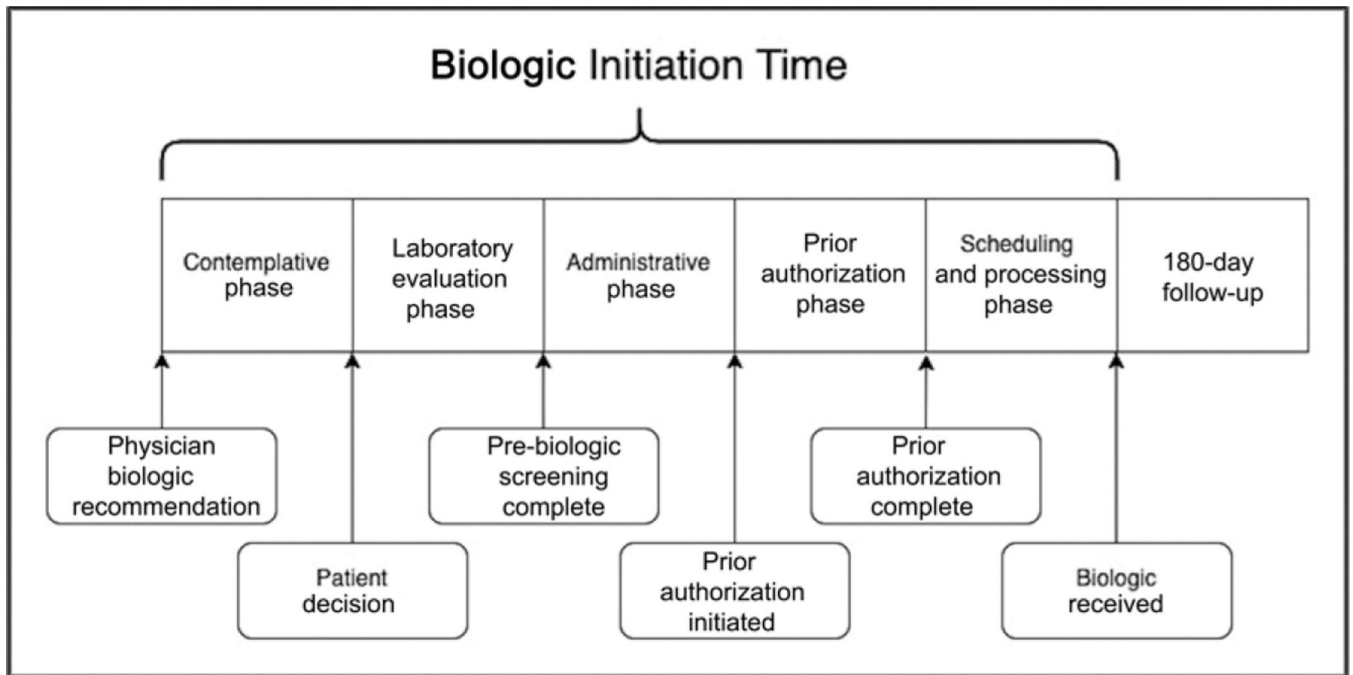 Biologic Initiation Time
Contemplative
phase
Laboratory
evaluation
phase
Administrative
phase
Prior
authorization
phase
Scheduling
and processing
phase
180-day
follow-up
Physician
biologic
recommendation
Patient
decision
Pre-biologic
screening
complete
Prior
authorization
initiated
Prior
authorization
complete
Biologic
received